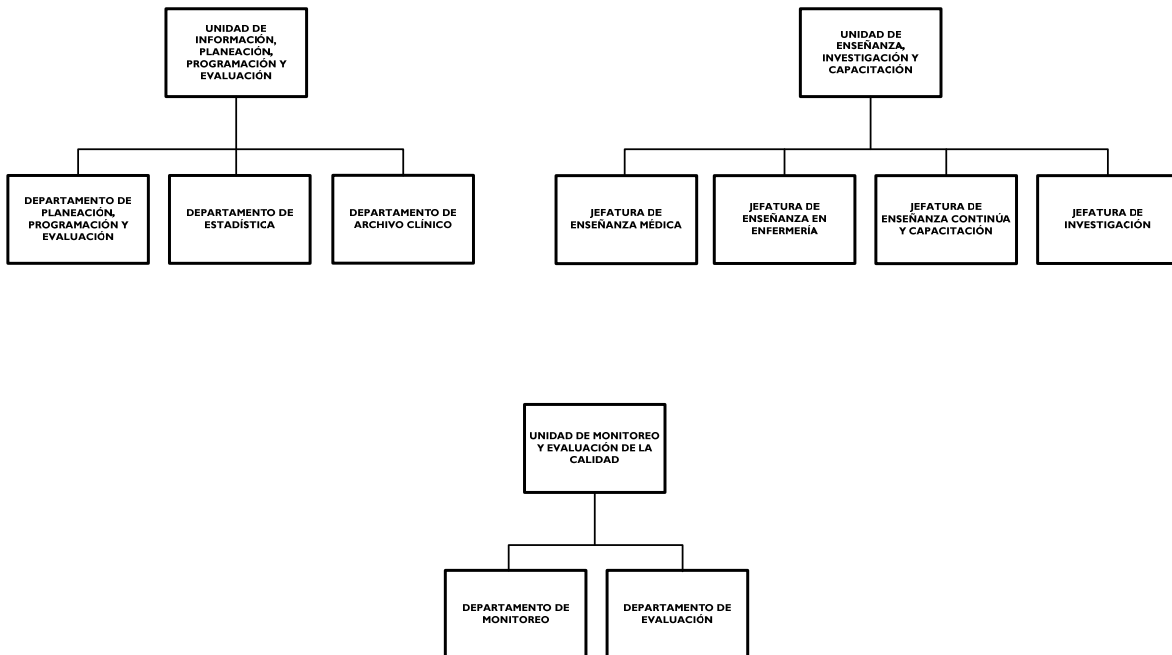 UNIDAD DE
INFORMACIÓN,
PLANEACIÓN,
PROGRAMACIÓN Y
EVALUACIÓN
UNIDAD DE
ENSEÑANZA,
INVESTIGACIÓN Y
CAPACITACIÓN
DEPARTAMENTO DE
PLANEACIÓN,
PROGRAMACIÓN Y
EVALUACIÓN
DEPARTAMENTO DE
ESTADÍSTICA
DEPARTAMENTO DE
ARCHIVO CLÍNICO
JEFATURA DE
ENSEÑANZA MÉDICA
JEFATURA DE
ENSEÑANZA EN
ENFERMERÍA
JEFATURA DE
ENSEÑANZA CONTINÚA
Y CAPACITACIÓN
JEFATURA DE
INVESTIGACIÓN
UNIDAD DE MONITOREO
Y EVALUACIÓN DE LA
CALIDAD
DEPARTAMENTO DE
MONITOREO
DEPARTAMENTO DE
EVALUACIÓN